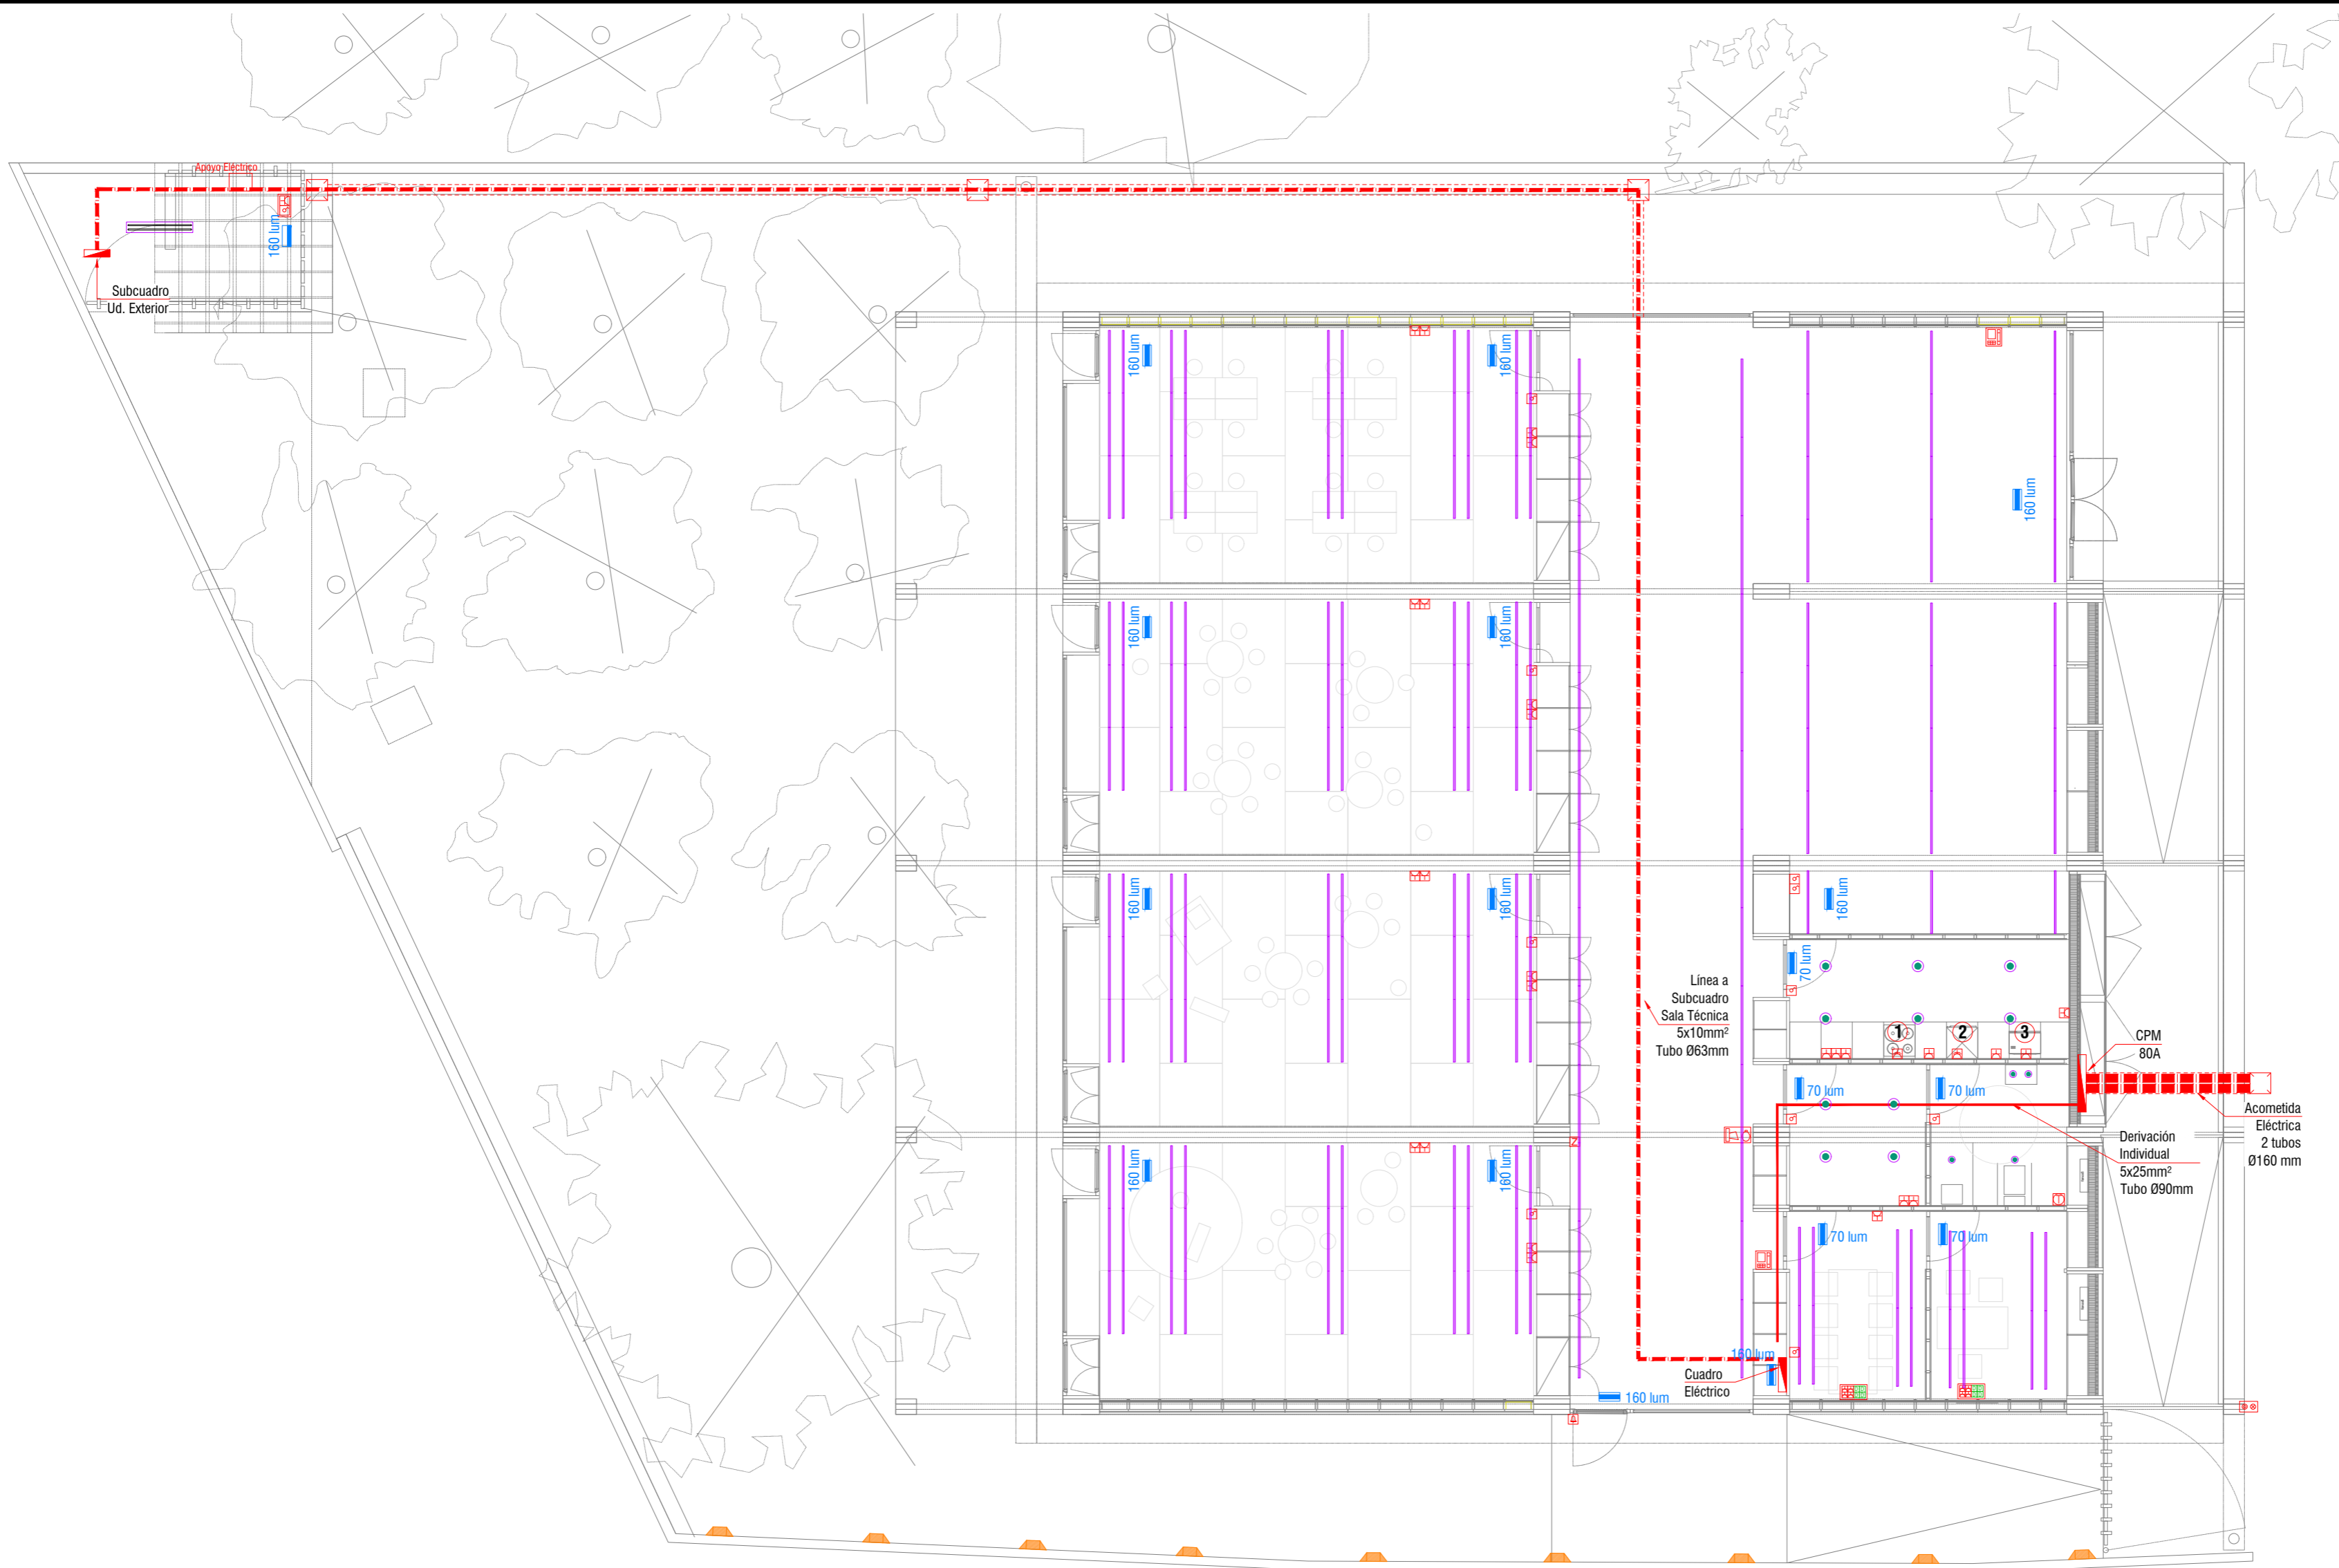 Apoyo Eléctrico
160 lum
Subcuadro
Ud. Exterior
160 lum
160 lum
160 lum
160 lum
160 lum
160 lum
160 lum
160 lum
70 lum
Línea a
Subcuadro
Sala Técnica
5x10mm²
Tubo Ø63mm
1
2
3
CPM
80A
70 lum
70 lum
Acometida
Eléctrica
2 tubos
Ø160 mm
Derivación
Individual
5x25mm²
Tubo Ø90mm
160 lum
160 lum
70 lum
70 lum
160 lum
Cuadro
Eléctrico
160 lum